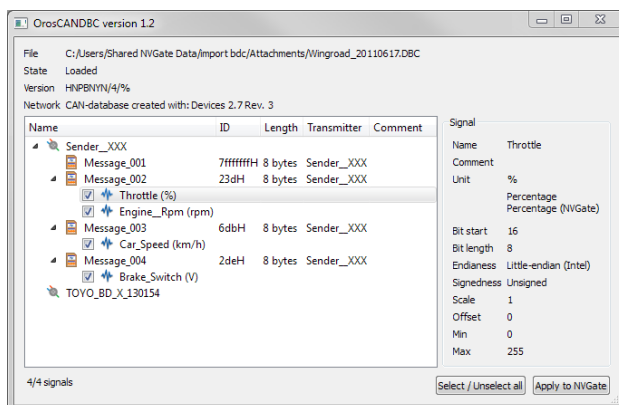 OrosCANDBC version 1.2
File C:/Users/Shared NVGate Data/import bdc/Attachments/Wingroad_20110617.DBC
State Loaded
Version HNPBNYN/4/%
Network CAN-database created with: Devices 2.7 Rev. 3
Name ID Length Transmitter Comment
Sender__XXX
Message_001 7fffffffH 8 bytes Sender__XXX
Message_002 23dH 8 bytes Sender__XXX
Throttle (%)
Engine__Rpm (rpm)
Message_003 6dbH 8 bytes Sender__XXX
Car_Speed (km/h)
Message_004 2deH 8 bytes Sender__XXX
Brake_Switch (V)
TOYO_BD_X_130154
Signal
Name Throttle
Comment
Unit %
Percentage
Percentage (NVGate)
Bit start 16
Bit length 8
Endianess Little-endian (Intel)
Signedness Unsigned
Scale 1
Offset 0
Min 0
Max 255
4/4 signals
Select / Unselect all Apply to NVGate